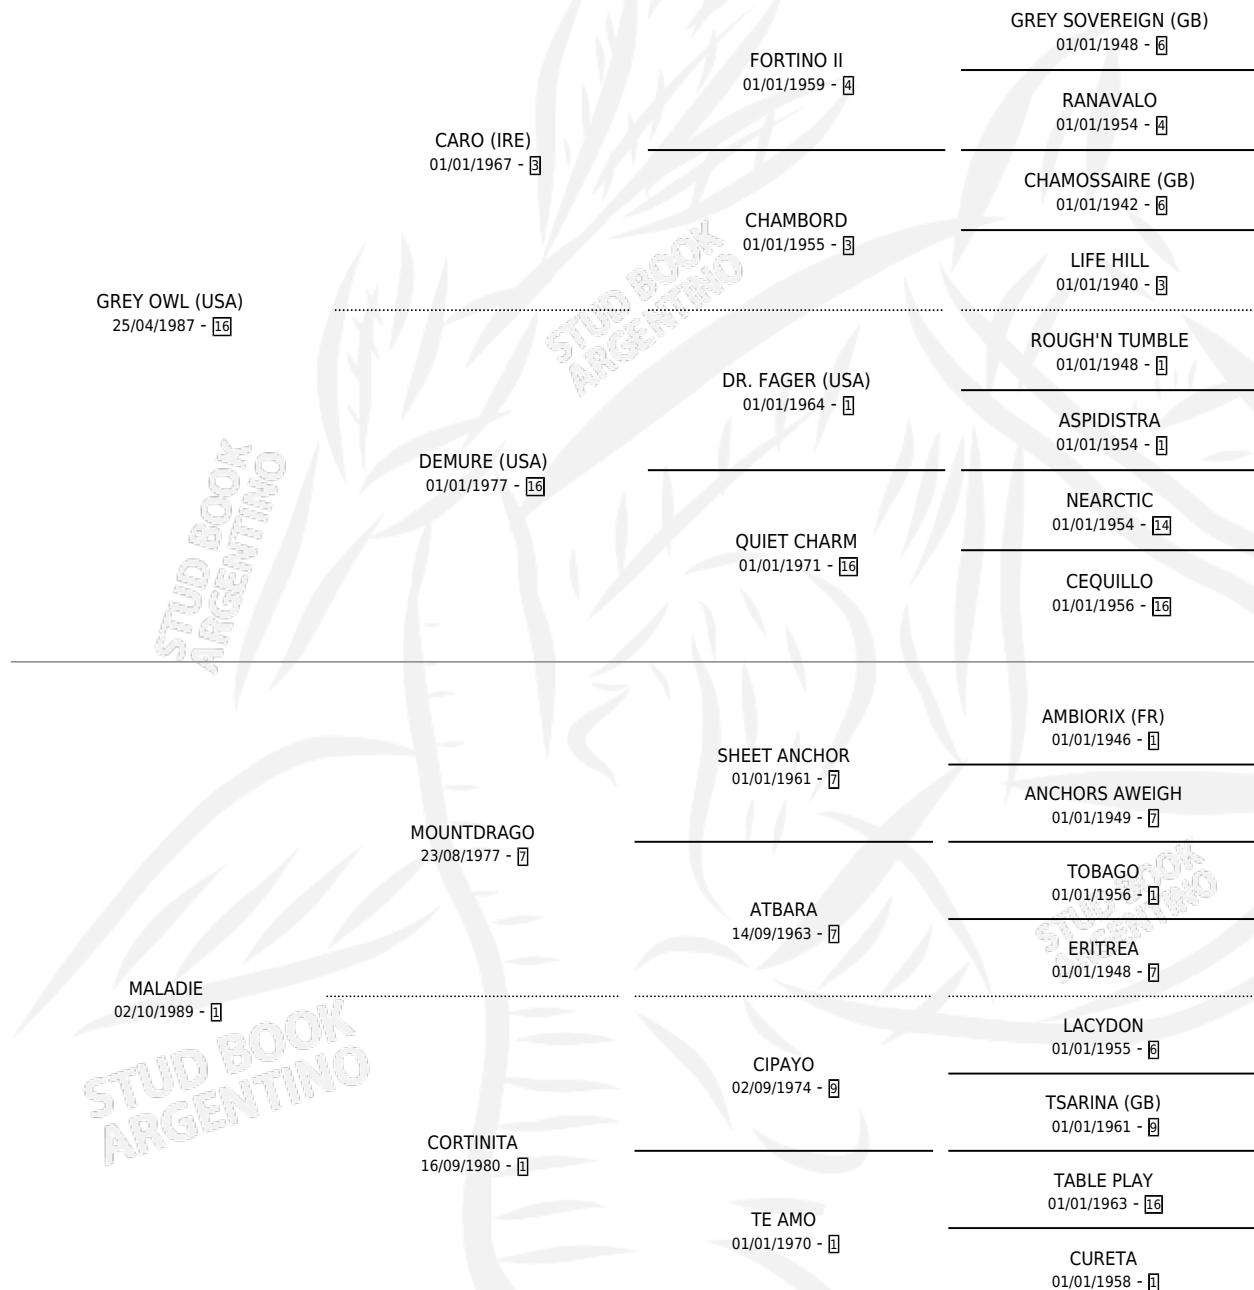 GREY SOVEREIGN (GB)
01/01/1948 - 6
FORTINO II
01/01/1959 - 4
RANAVALO
01/01/1954 - 4
CARO (IRE)
01/01/1967 - 3
CHAMOSSAIRE (GB)
01/01/1942 - 6
CHAMBORD
01/01/1955 - 3
LIFE HILL
01/01/1940 - 3
GREY OWL (USA)
25/04/1987 - 16
ROUGH'N TUMBLE
01/01/1948 - 1
DR. FAGER (USA)
01/01/1964 - 1
ASPIDISTRA
01/01/1954 - 1
DEMURE (USA)
01/01/1977 - 16
NEARCTIC
01/01/1954 - 14
QUIET CHARM
01/01/1971 - 16
CEQUILLO
01/01/1956 - 16
AMBIORIX (FR)
01/01/1946 - 1
SHEET ANCHOR
01/01/1961 - 7
ANCHORS AWEIGH
01/01/1949 - 7
MOUNTDRAGO
23/08/1977 - 7
TOBAGO
01/01/1956 - 1
ATBARA
14/09/1963 - 7
ERITREA
01/01/1948 - 7
MALADIE
02/10/1989 - 1
LACYDON
01/01/1955 - 6
CIPAYO
02/09/1974 - 9
TSARINA (GB)
01/01/1961 - 9
CORTINITA
16/09/1980 - 1
TABLE PLAY
01/01/1963 - 16
TE AMO
01/01/1970 - 1
CURETA
01/01/1958 - 1
STUD BOOK
ARGENTINO
STUD BOOK
ARGENTINO
STUD BOOK
ARGENTINO
STUD BOOK
ARGENTINO